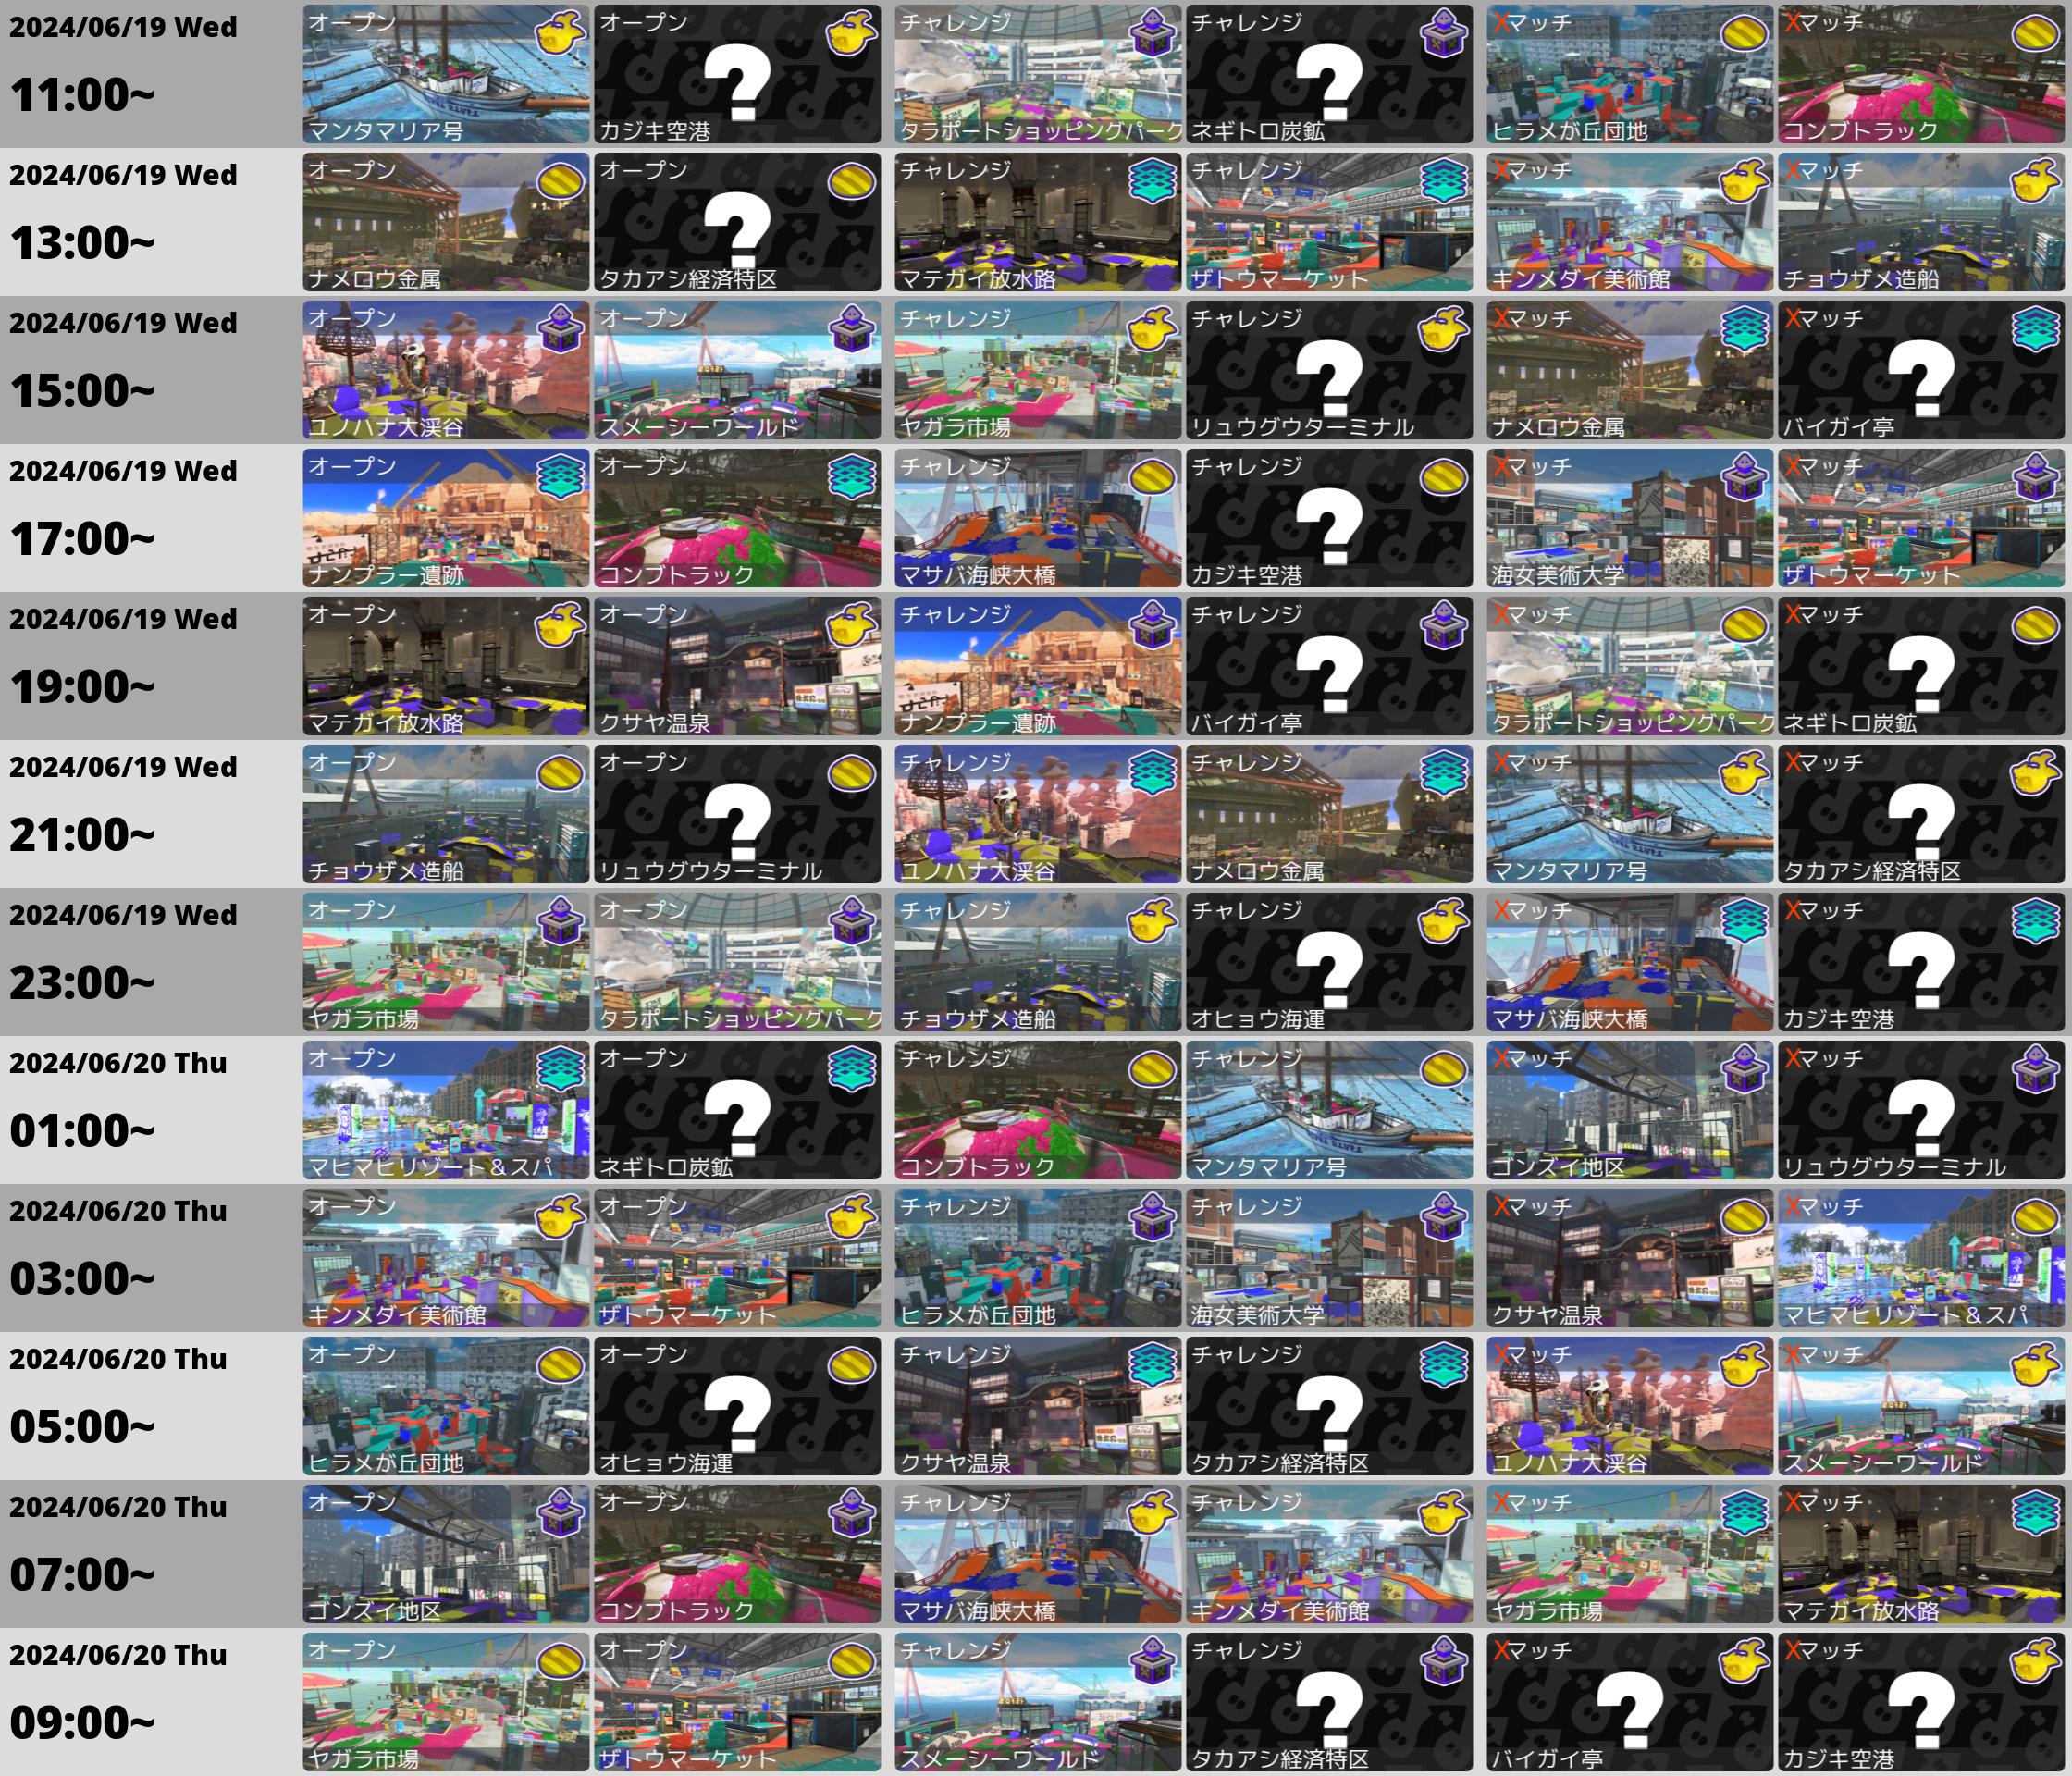 2024/06/19 Wed
11:00~
オープン
マンタマリア号
オープン
カジキ空港
チャレンジ
タラポートショッピングパーク
チャレンジ
ネギトロ炭鉱
Xマッチ
ヒラメが丘団地
Xマッチ
コンブトラック
2024/06/19 Wed
13:00~
オープン
ナメロウ金属
オープン
タカアシ経済特区
チャレンジ
マテガイ放水路
チャレンジ
ザトウマーケット
Xマッチ
キンメダイ美術館
Xマッチ
チョウザメ造船
2024/06/19 Wed
15:00~
オープン
ユノハナ大渓谷
オープン
スメーシーワールド
チャレンジ
ヤガラ市場
チャレンジ
リュウグウターミナル
Xマッチ
ナメロウ金属
Xマッチ
バイガイ亭
2024/06/19 Wed
17:00~
オープン
ナンプラー遺跡
オープン
コンブトラック
チャレンジ
マサバ海峡大橋
チャレンジ
カジキ空港
Xマッチ
海女美術大学
Xマッチ
ザトウマーケット
2024/06/19 Wed
19:00~
オープン
マテガイ放水路
オープン
クサヤ温泉
チャレンジ
ナンプラー遺跡
チャレンジ
バイガイ亭
Xマッチ
タラポートショッピングパーク
Xマッチ
ネギトロ炭鉱
2024/06/19 Wed
21:00~
オープン
チョウザメ造船
オープン
リュウグウターミナル
チャレンジ
ユノハナ大渓谷
チャレンジ
ナメロウ金属
Xマッチ
マンタマリア号
Xマッチ
タカアシ経済特区
2024/06/19 Wed
23:00~
オープン
ヤガラ市場
オープン
タラポートショッピングパーク
チャレンジ
チョウザメ造船
チャレンジ
オヒョウ海運
Xマッチ
マサバ海峡大橋
Xマッチ
カジキ空港
2024/06/20 Thu
01:00~
オープン
マヒマヒリゾート＆スパ
オープン
ネギトロ炭鉱
チャレンジ
コンブトラック
チャレンジ
マンタマリア号
Xマッチ
ゴンズイ地区
Xマッチ
リュウグウターミナル
2024/06/20 Thu
03:00~
オープン
キンメダイ美術館
オープン
ザトウマーケット
チャレンジ
ヒラメが丘団地
チャレンジ
海女美術大学
Xマッチ
クサヤ温泉
Xマッチ
マヒマヒリゾート＆スパ
2024/06/20 Thu
05:00~
オープン
ヒラメが丘団地
オープン
オヒョウ海運
チャレンジ
クサヤ温泉
チャレンジ
タカアシ経済特区
Xマッチ
ユノハナ大渓谷
Xマッチ
スメーシーワールド
2024/06/20 Thu
07:00~
オープン
ゴンズイ地区
オープン
コンブトラック
チャレンジ
マサバ海峡大橋
チャレンジ
キンメダイ美術館
Xマッチ
ヤガラ市場
Xマッチ
マテガイ放水路
2024/06/20 Thu
09:00~
オープン
ヤガラ市場
オープン
ザトウマーケット
チャレンジ
スメーシーワールド
チャレンジ
タカアシ経済特区
Xマッチ
バイガイ亭
Xマッチ
カジキ空港